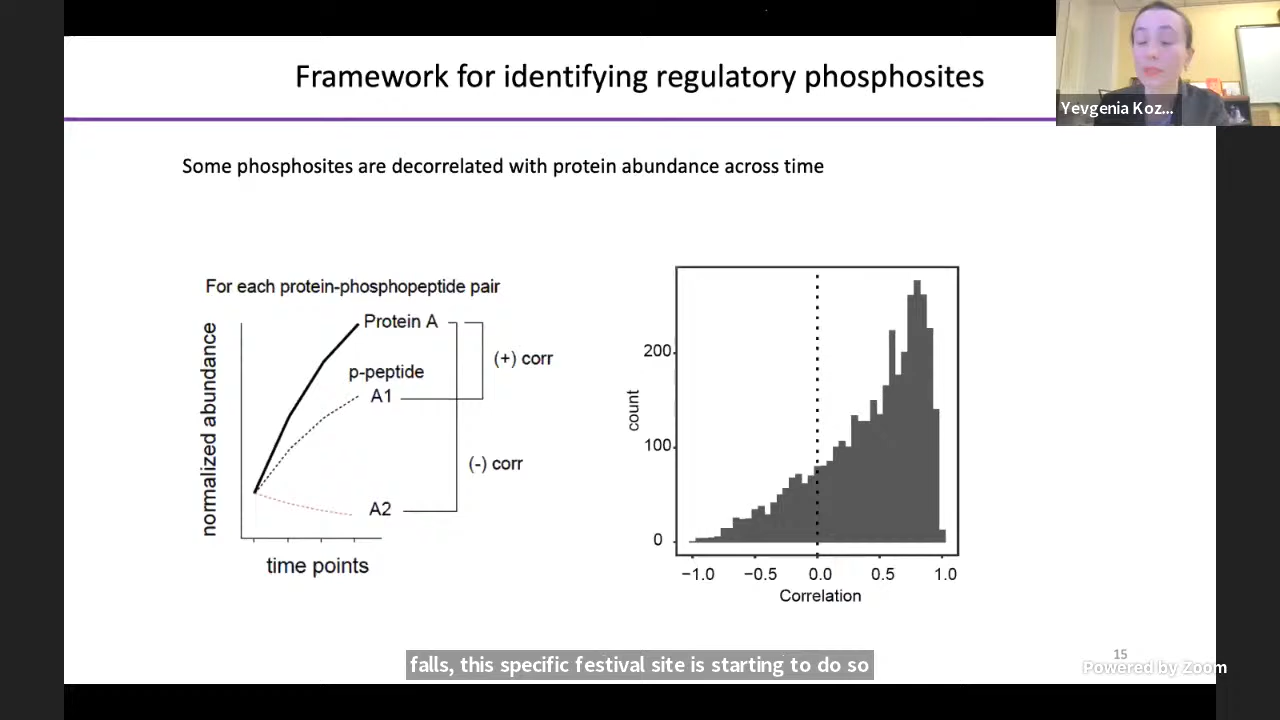 Framework for identifying regulatory phosphosites
Yevgenia Koz...
Some phosphosites are decorrelated with protein abundance across time
For each protein-phosphopeptide pair
normalized abundance
Protein A
p-peptide
A1
(+) corr
(-) corr
A2
time points
count
200
100
0
−1.0 −0.5 0.0 0.5 1.0
Correlation
falls, this specific festival site is starting to do so
15
Powered by Zoom